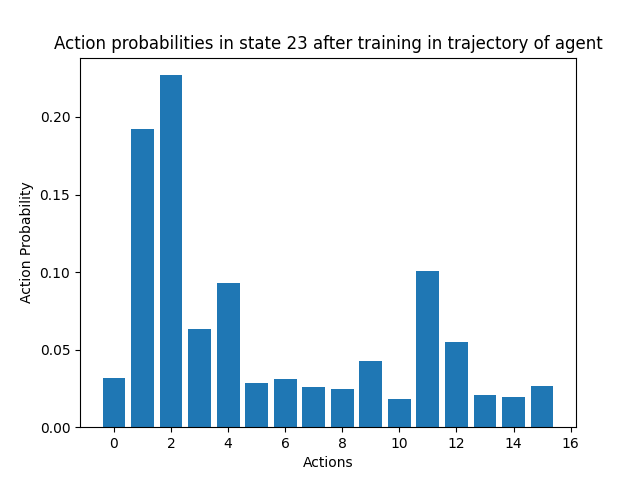 Action probabilities in state 23 after training in trajectory of agent
0.20
0.15
0.10
0.05
0.00
Action Probability
0 2 4 6 8 10 12 14 16
Actions